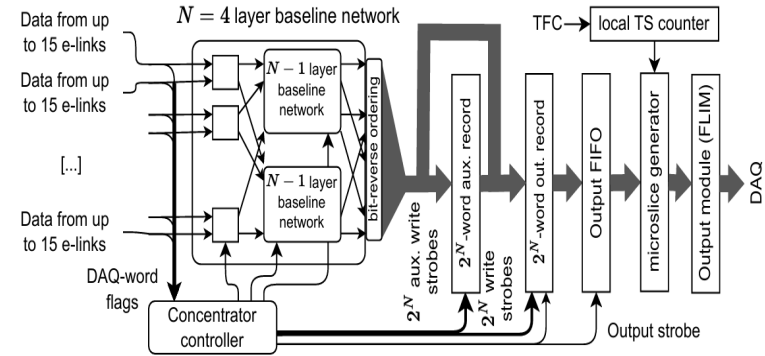 N = 4 layer baseline network
Data from up
to 15 e-links
Data from up
to 15 e-links
[...]
Data from up
to 15 e-links
N − 1 layer
baseline
network
N − 1 layer
baseline
network
bit-reverse ordering
DAQ-word
flags
Concentrator
controller
2^N aux. write
strobes
2^N-word aux. record
2^N write
strobes
2^N-word out. record
Output FIFO
TFC
local TS counter
microslice generator
Output module (FLIM)
DAQ
Output strobe